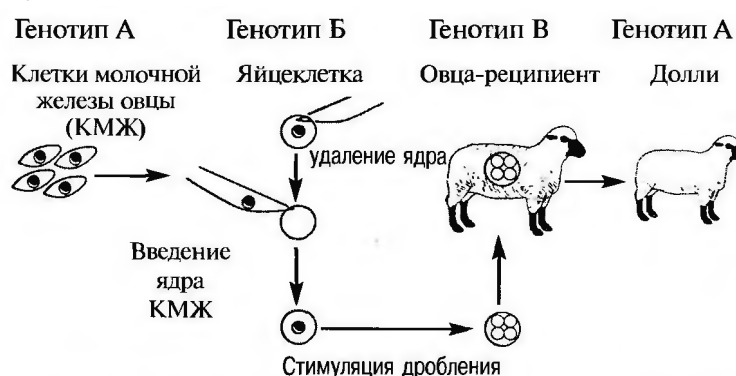 Генотип А Генотип Б Генотип В Генотип А
Клетки молочной железы овцы (КМЖ)
Яйцеклетка
Овца-реципиент
Долли
удаление ядра
Введение ядра КМЖ
Стимуляция дробления